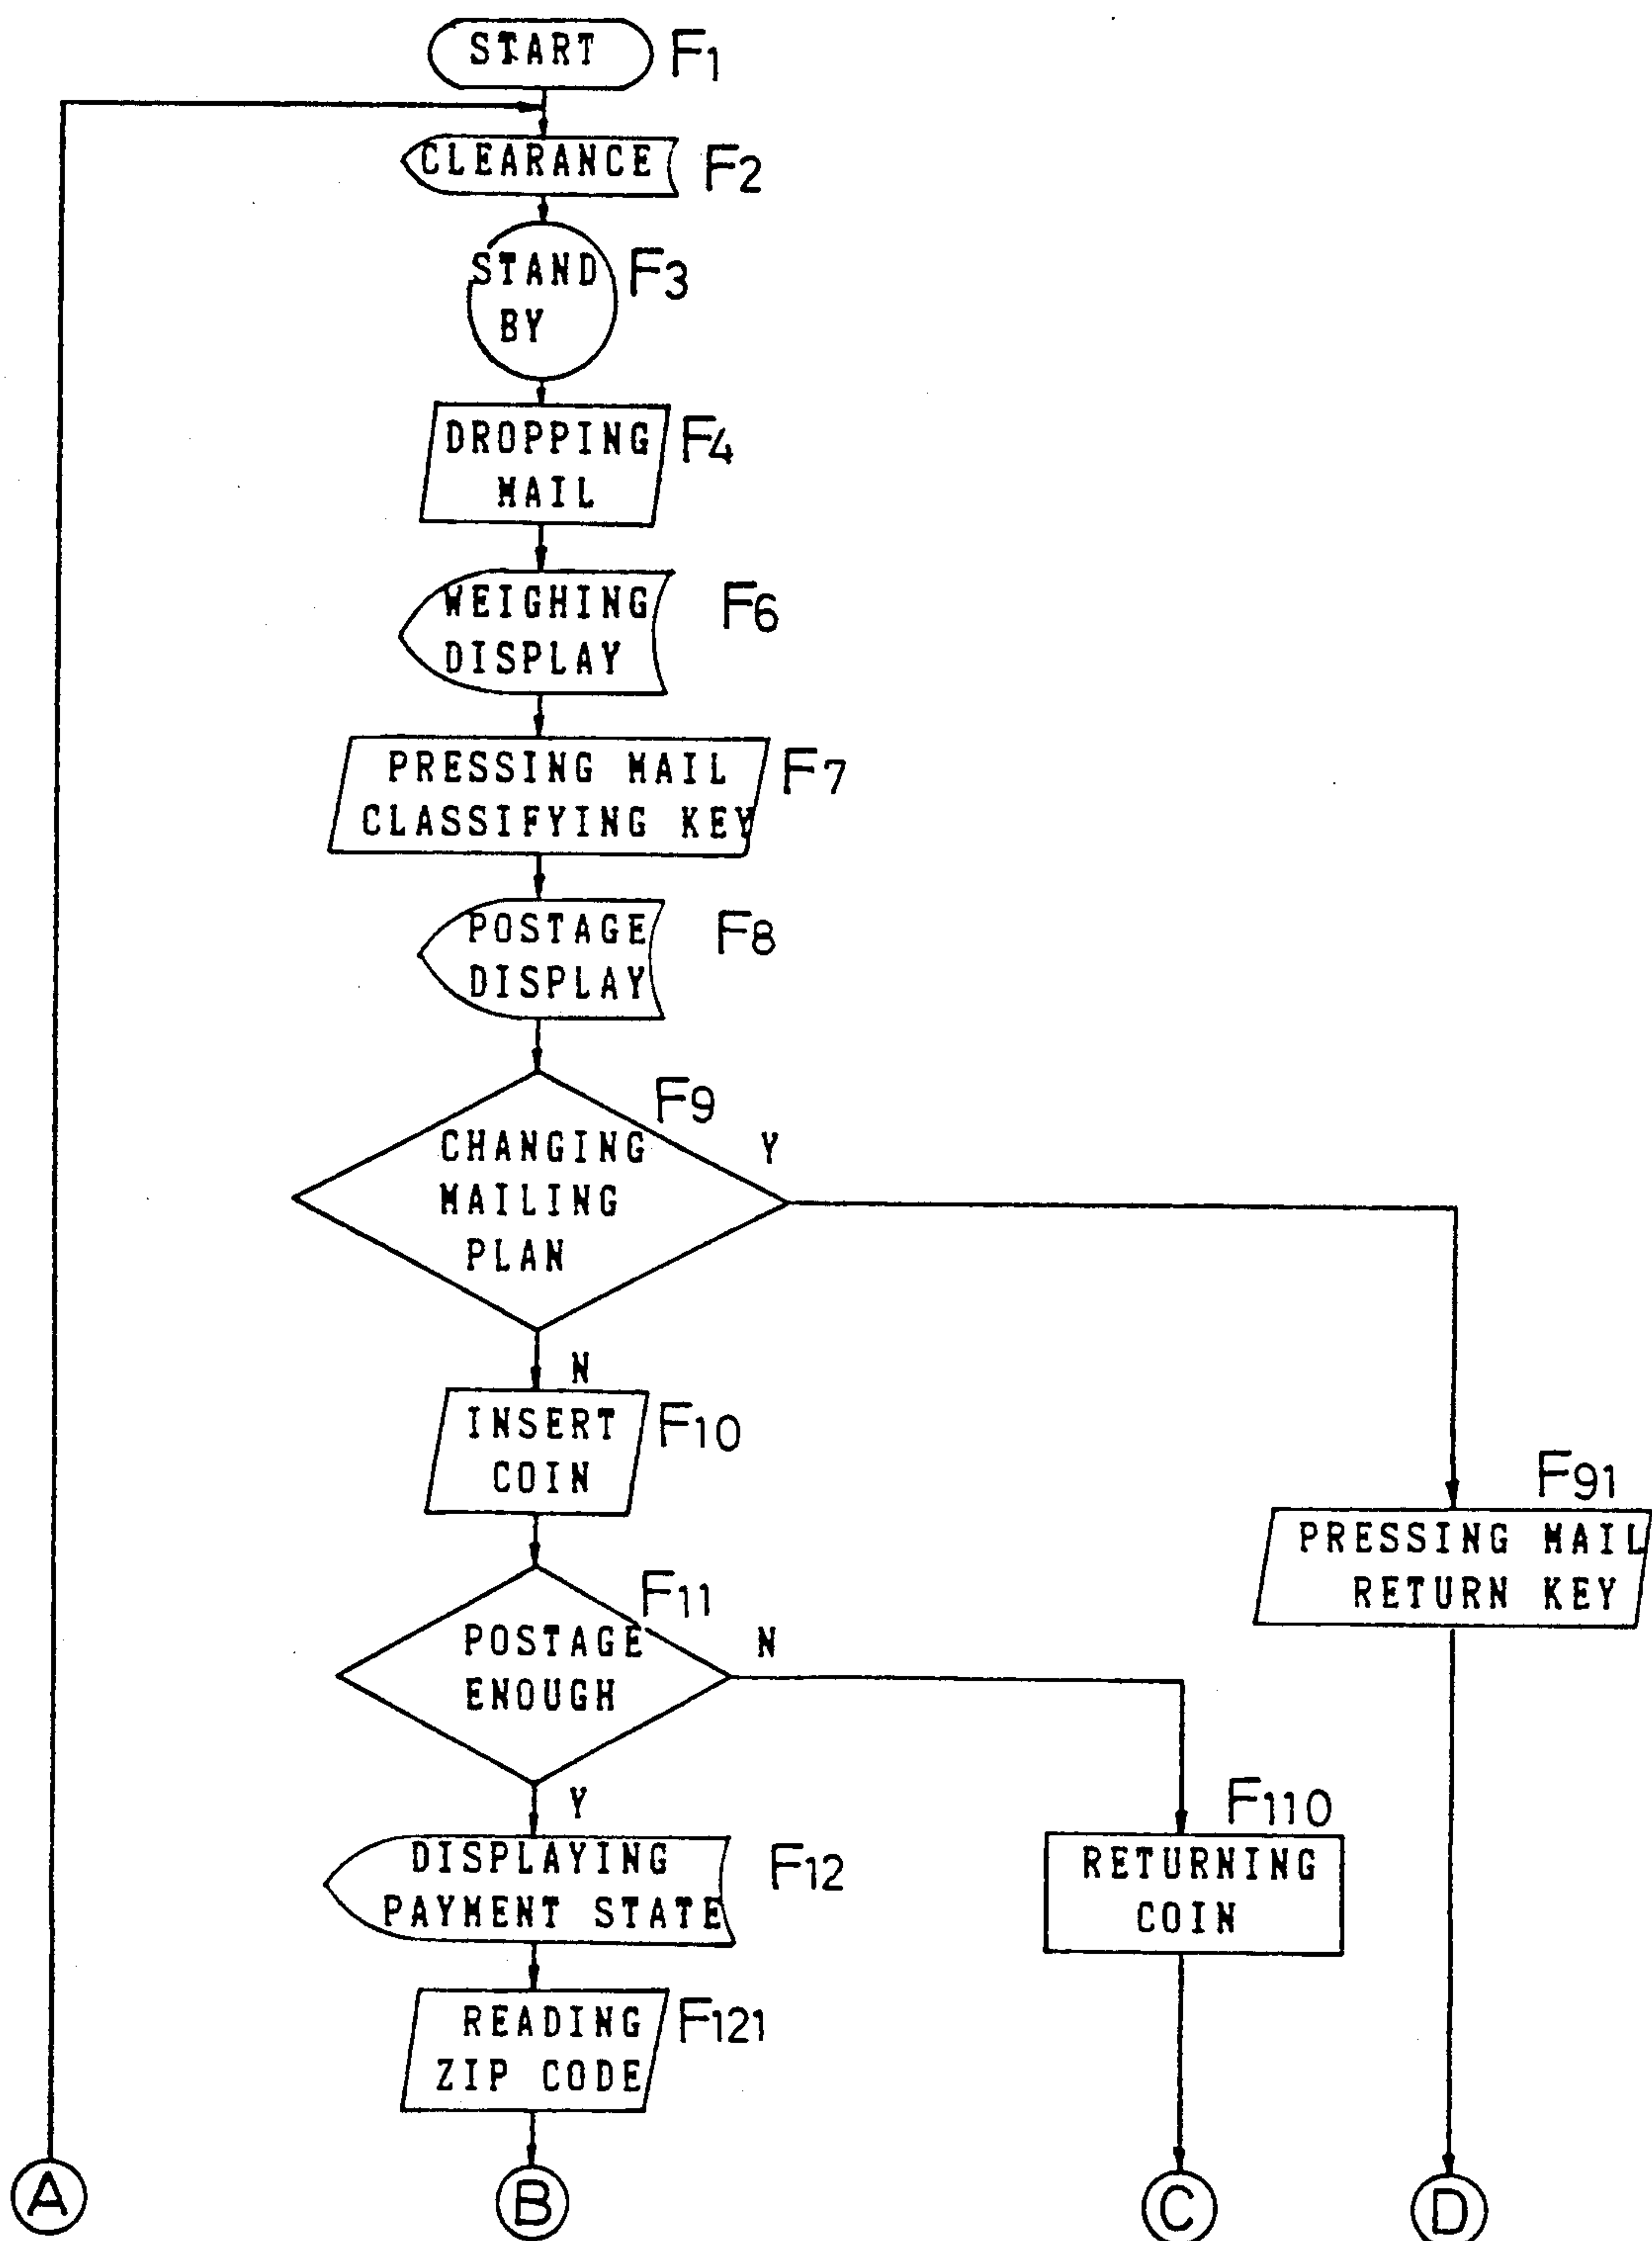 START F1
CLEARANCE F2
STAND F3
BY
DROPPING F4
MAIL
WEIGHING F6
DISPLAY
PRESSING MAIL F7
CLASSIFYING KEY
POSTAGE F8
DISPLAY
F9
CHANGING Y
MAILING
PLAN
N
INSERT F10
COIN
F91
PRESSING MAIL
RETURN KEY
F11
POSTAGE N
ENOUGH
Y
F110
RETURNING
COIN
DISPLAYING F12
PAYMENT STATE
READING F121
ZIP CODE
A B C D